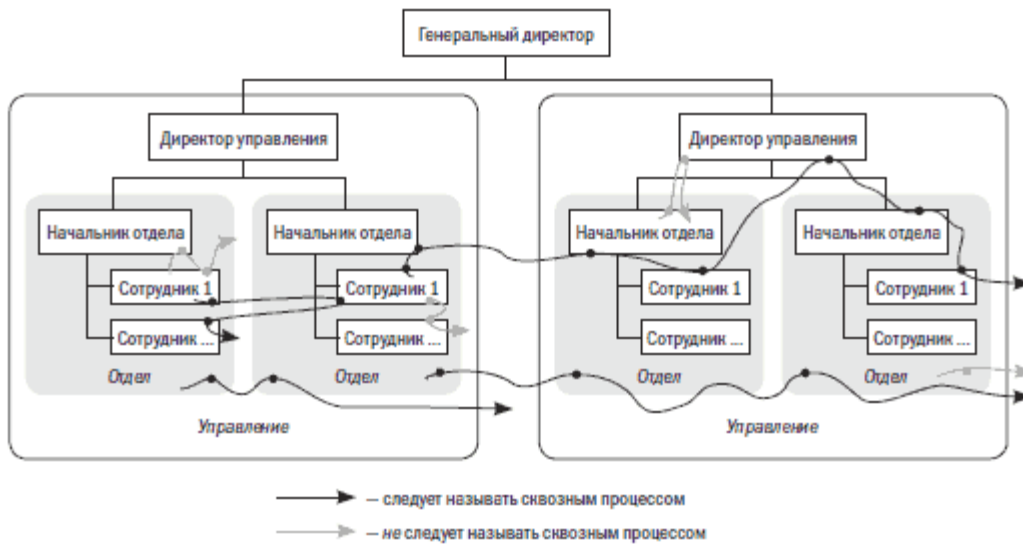 Генеральный директор
Директор управления
Директор управления
Начальник отдела
Начальник отдела
Начальник отдела
Начальник отдела
Сотрудник 1
Сотрудник 1
Сотрудник 1
Сотрудник 1
Сотрудник ...
Сотрудник ...
Сотрудник ...
Сотрудник ...
Отдел
Отдел
Отдел
Отдел
Управление
Управление
— следует называть сквозным процессом
— не следует называть сквозным процессом